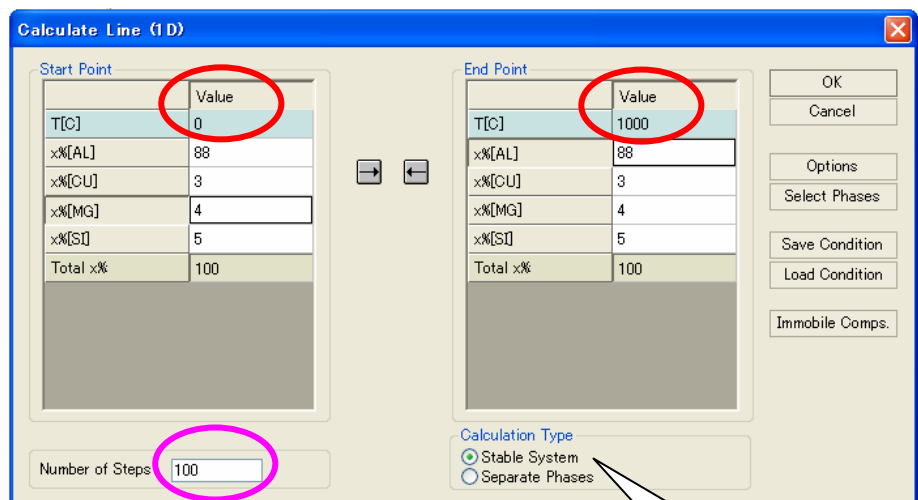 Calculate Line (1D)
Start Point
Value
T[C] 0
x%[AL] 88
x%[CU] 3
x%[MG] 4
x%[SI] 5
Total x% 100
Number of Steps 100
End Point
Value
T[C] 1000
x%[AL] 88
x%[CU] 3
x%[MG] 4
x%[SI] 5
Total x% 100
Calculation Type
Stable System
Separate Phases
OK
Cancel
Options
Select Phases
Save Condition
Load Condition
Immobile Comps.